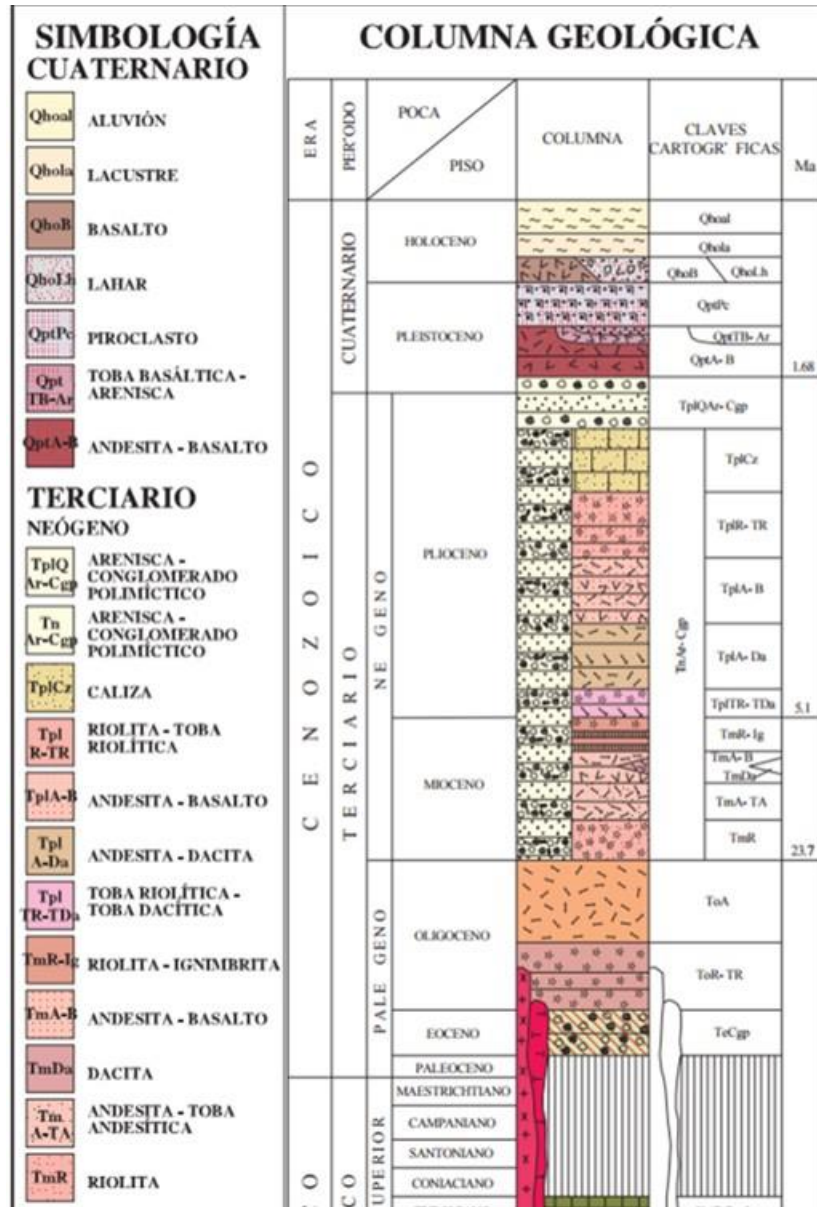 SIMBOLOGÍA
CUATERNARIO
Qhoal
ALUVIÓN
Qhola
LACUSTRE
QhoB
BASALTO
QhoLh
LAHAR
QptPc
PIROCLASTO
Qpt
TB-Ar
TOBA BASÁLTICA -
ARENISCA
QptA-B
ANDESITA - BASALTO
TERCIARIO
NEÓGENO
TplQ
Ar-Cgp
ARENISCA -
CONGLOMERADO
POLIMÍCTICO
Tn
Ar-Cgp
ARENISCA -
CONGLOMERADO
POLIMÍCTICO
TplCz
CALIZA
Tpl
R-TR
RIOLITA - TOBA
RIOLÍTICA
TplA-B
ANDESITA - BASALTO
Tpl
A-Da
ANDESITA - DACITA
Tpl
TR-TDa
TOBA RIOLÍTICA -
TOBA DACÍTICA
TmR-Ig
RIOLITA - IGNIMBRITA
TmA-B
ANDESITA - BASALTO
TmDa
DACITA
Tm
A-TA
ANDESITA - TOBA
ANDESÍTICA
TmR
RIOLITA
COLUMNA GEOLÓGICA
ERA
PER'ODO
POCA
PISO
COLUMNA
CLAVES
CARTOGR' FICAS
Ma
CENOZOICO
CUATERNARIO
TERCIARIO
NE GENO
PALE GENO
CO
CO
UPERIOR
HOLOCENO
PLEISTOCENO
PLIOCENO
MIOCENO
OLIGOCENO
EOCENO
PALEOCENO
MAESTRICHTIANO
CAMPANIANO
SANTONIANO
CONIACIANO
Qhoal
Qhola
QhoB
QhoLh
QptPc
QptTB- Ar
QptA- B
1.68
TplQAr- Cgp
TnAr- Cgp
TplCz
TplR- TR
TplA- B
TplA- Da
TplTR- TDa
5.1
TmR- Ig
TmA- B
TmDa
TmA- TA
TmR
23.7
ToA
ToR- TR
TeCgp